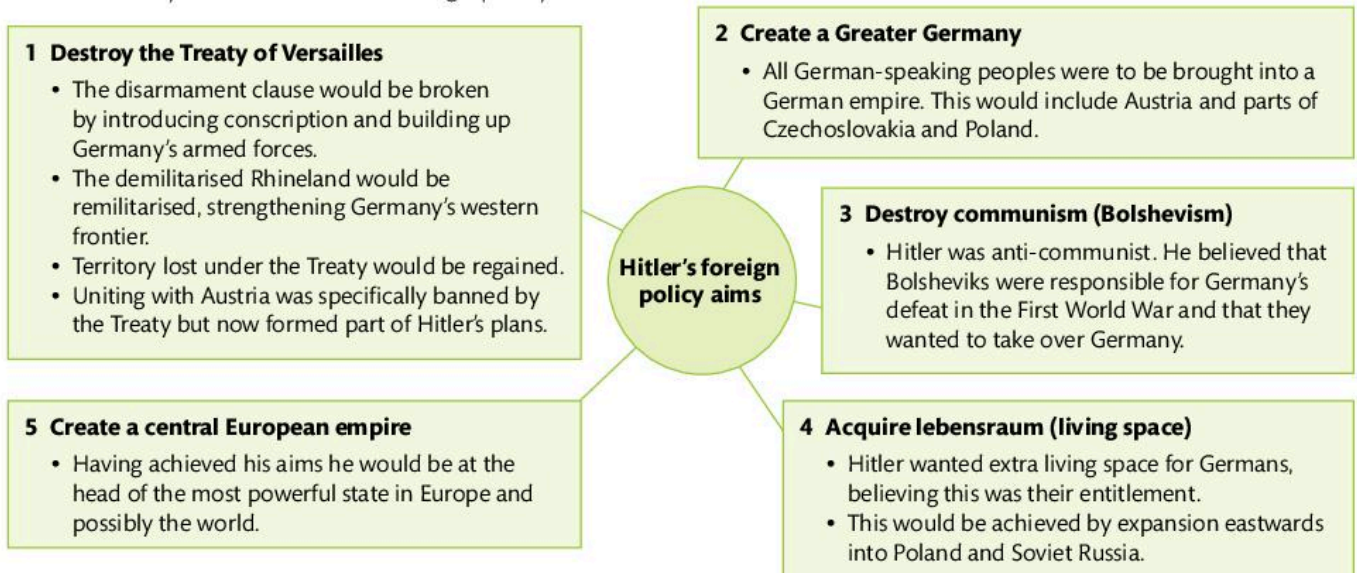 1 Destroy the Treaty of Versailles
• The disarmament clause would be broken
by introducing conscription and building up
Germany's armed forces.
• The demilitarised Rhineland would be
remilitarised, strengthening Germany's western
frontier.
• Territory lost under the Treaty would be regained.
• Uniting with Austria was specifically banned by
the Treaty but now formed part of Hitler's plans.
2 Create a Greater Germany
• All German-speaking peoples were to be brought into a
German empire. This would include Austria and parts of
Czechoslovakia and Poland.
Hitler's foreign
policy aims
3 Destroy communism (Bolshevism)
• Hitler was anti-communist. He believed that
Bolsheviks were responsible for Germany's
defeat in the First World War and that they
wanted to take over Germany.
4 Acquire lebensraum (living space)
• Hitler wanted extra living space for Germans,
believing this was their entitlement.
• This would be achieved by expansion eastwards
into Poland and Soviet Russia.
5 Create a central European empire
• Having achieved his aims he would be at the
head of the most powerful state in Europe and
possibly the world.